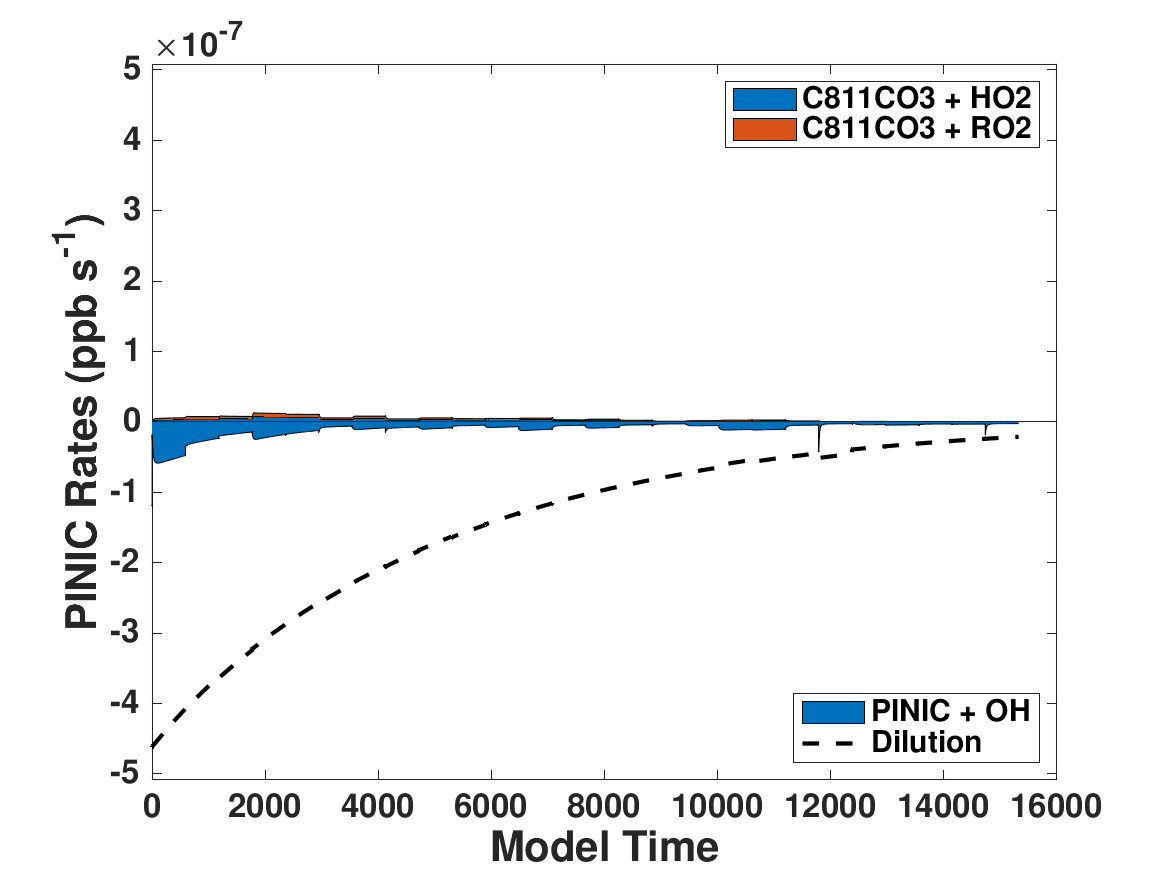 ×10^-7
5
4
3
2
1
0
-1
-2
-3
-4
-5
PINIC Rates (ppb s^-1)
C811CO3 + HO2
C811CO3 + RO2
PINIC + OH
Dilution
0 2000 4000 6000 8000 10000 12000 14000 16000
Model Time